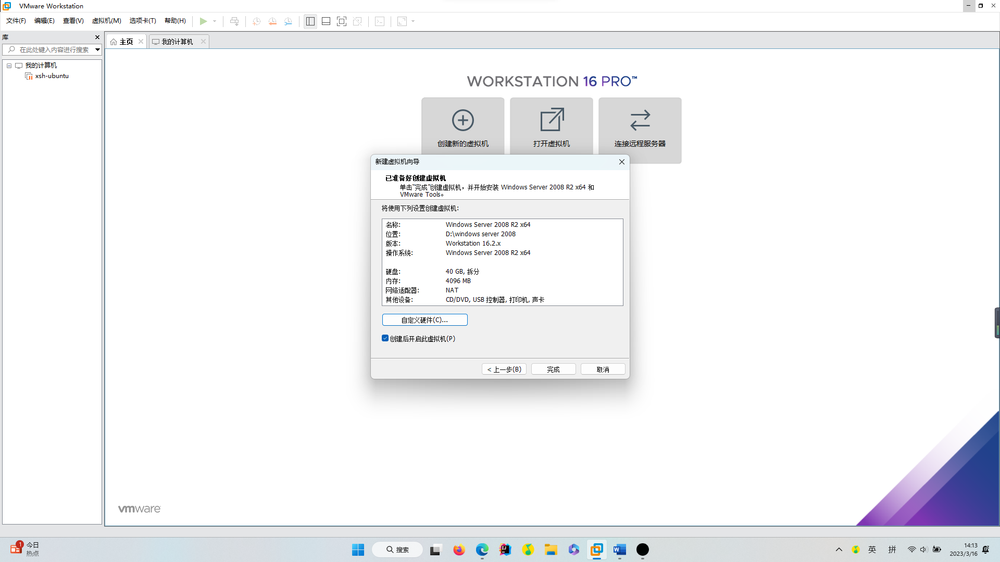 VMware Workstation
文件(F) 编辑(E) 查看(V) 虚拟机(M) 选项卡(T) 帮助(H)
库
在此处键入内容进行搜索
我的计算机
xsh-ubuntu
主页 我的计算机
WORKSTATION 16 PRO™
创建新的虚拟机 打开虚拟机 连接远程服务器
新建虚拟机向导
已准备好创建虚拟机
单击“完成”创建虚拟机，并开始安装 Windows Server 2008 R2 x64 和
VMware Tools。
将使用下列设置创建虚拟机:
名称: Windows Server 2008 R2 x64
位置: D:\windows server 2008
版本: Workstation 16.2.x
操作系统: Windows Server 2008 R2 x64
硬盘: 40 GB, 拆分
内存: 4096 MB
网络适配器: NAT
其他设备: CD/DVD, USB 控制器, 打印机, 声卡
自定义硬件(C)...
创建后开启此虚拟机(P)
< 上一步(B) 完成 取消
vmware
1
今日
热点
搜索
IJ
W
英 拼
14:13
2023/3/16